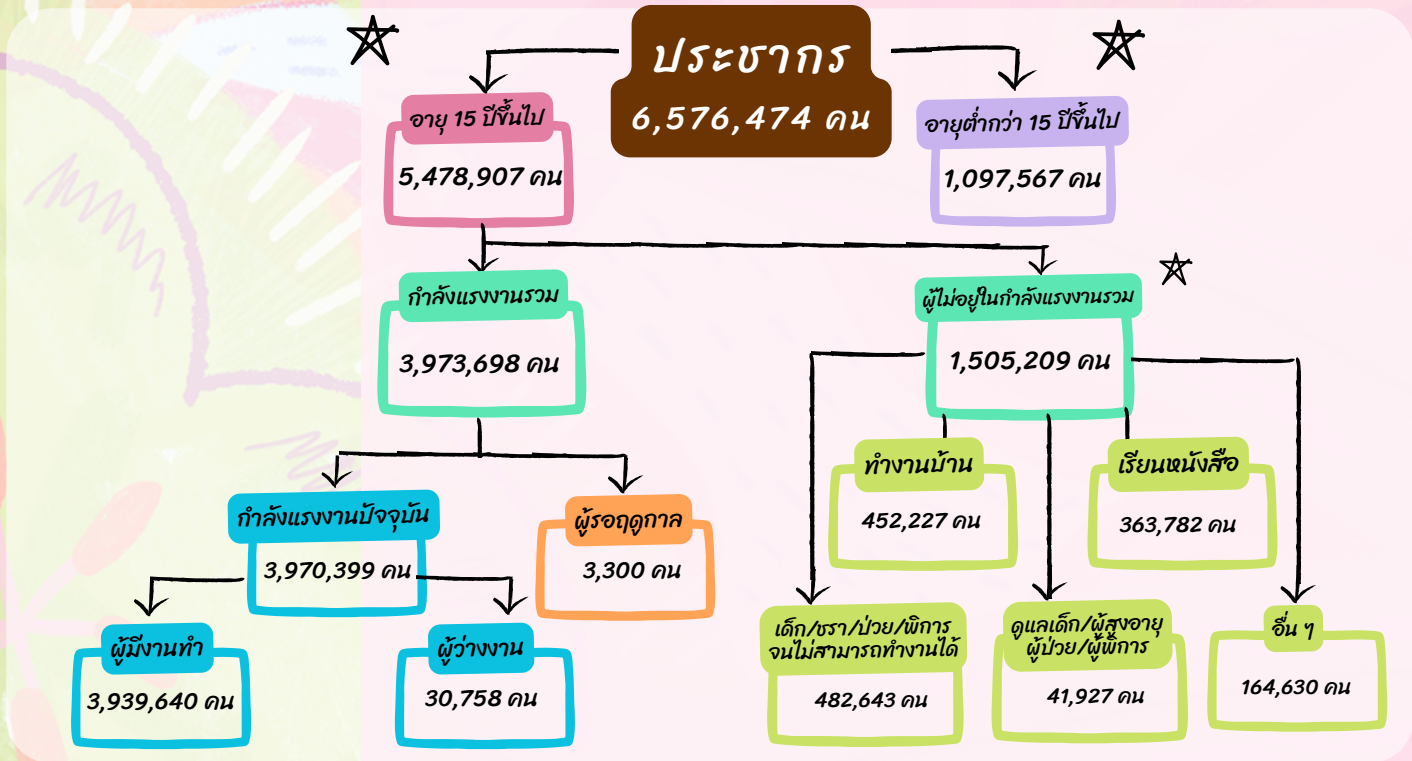 ประชากร
6,576,474 คน
อายุ 15 ปีขึ้นไป
5,478,907 คน
อายุต่ำกว่า 15 ปีขึ้นไป
1,097,567 คน
กำลังแรงงานรวม
3,973,698 คน
ผู้ไม่อยู่ในกำลังแรงงานรวม
1,505,209 คน
กำลังแรงงานปัจจุบัน
3,970,399 คน
ผู้รอฤดูกาล
3,300 คน
ทำงานบ้าน
452,227 คน
เรียนหนังสือ
363,782 คน
ผู้มีงานทำ
3,939,640 คน
ผู้ว่างงาน
30,758 คน
เด็ก/ชรา/ป่วย/พิการ
จนไม่สามารถทำงานได้
482,643 คน
ดูแลเด็ก/ผู้สูงอายุ
ผู้ป่วย/ผู้พิการ
41,927 คน
อื่น ๆ
164,630 คน